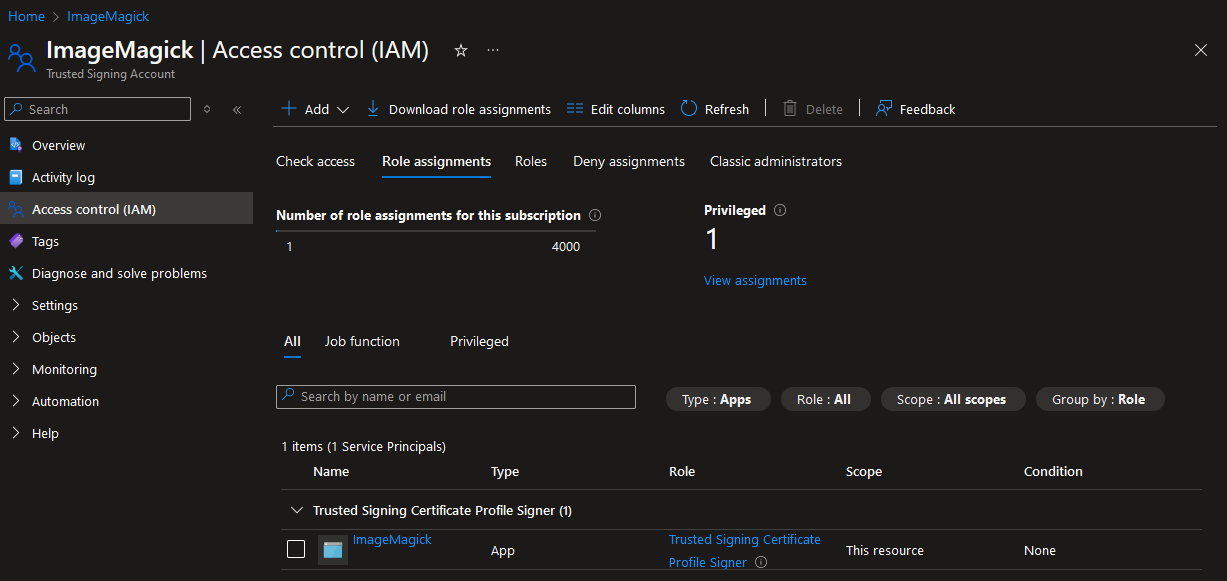 Home > ImageMagick
ImageMagick | Access control (IAM) ☆ ...
Trusted Signing Account
Search
Add Download role assignments Edit columns Refresh Delete Feedback
Overview
Activity log
Access control (IAM)
Tags
Diagnose and solve problems
Settings
Objects
Monitoring
Automation
Help
Check access Role assignments Roles Deny assignments Classic administrators
Number of role assignments for this subscription
1 4000
Privileged
1
View assignments
All Job function Privileged
Search by name or email
Type : Apps Role : All Scope : All scopes Group by : Role
1 items (1 Service Principals)
Name Type Role Scope Condition
Trusted Signing Certificate Profile Signer (1)
ImageMagick App Trusted Signing Certificate This resource None
Profile Signer